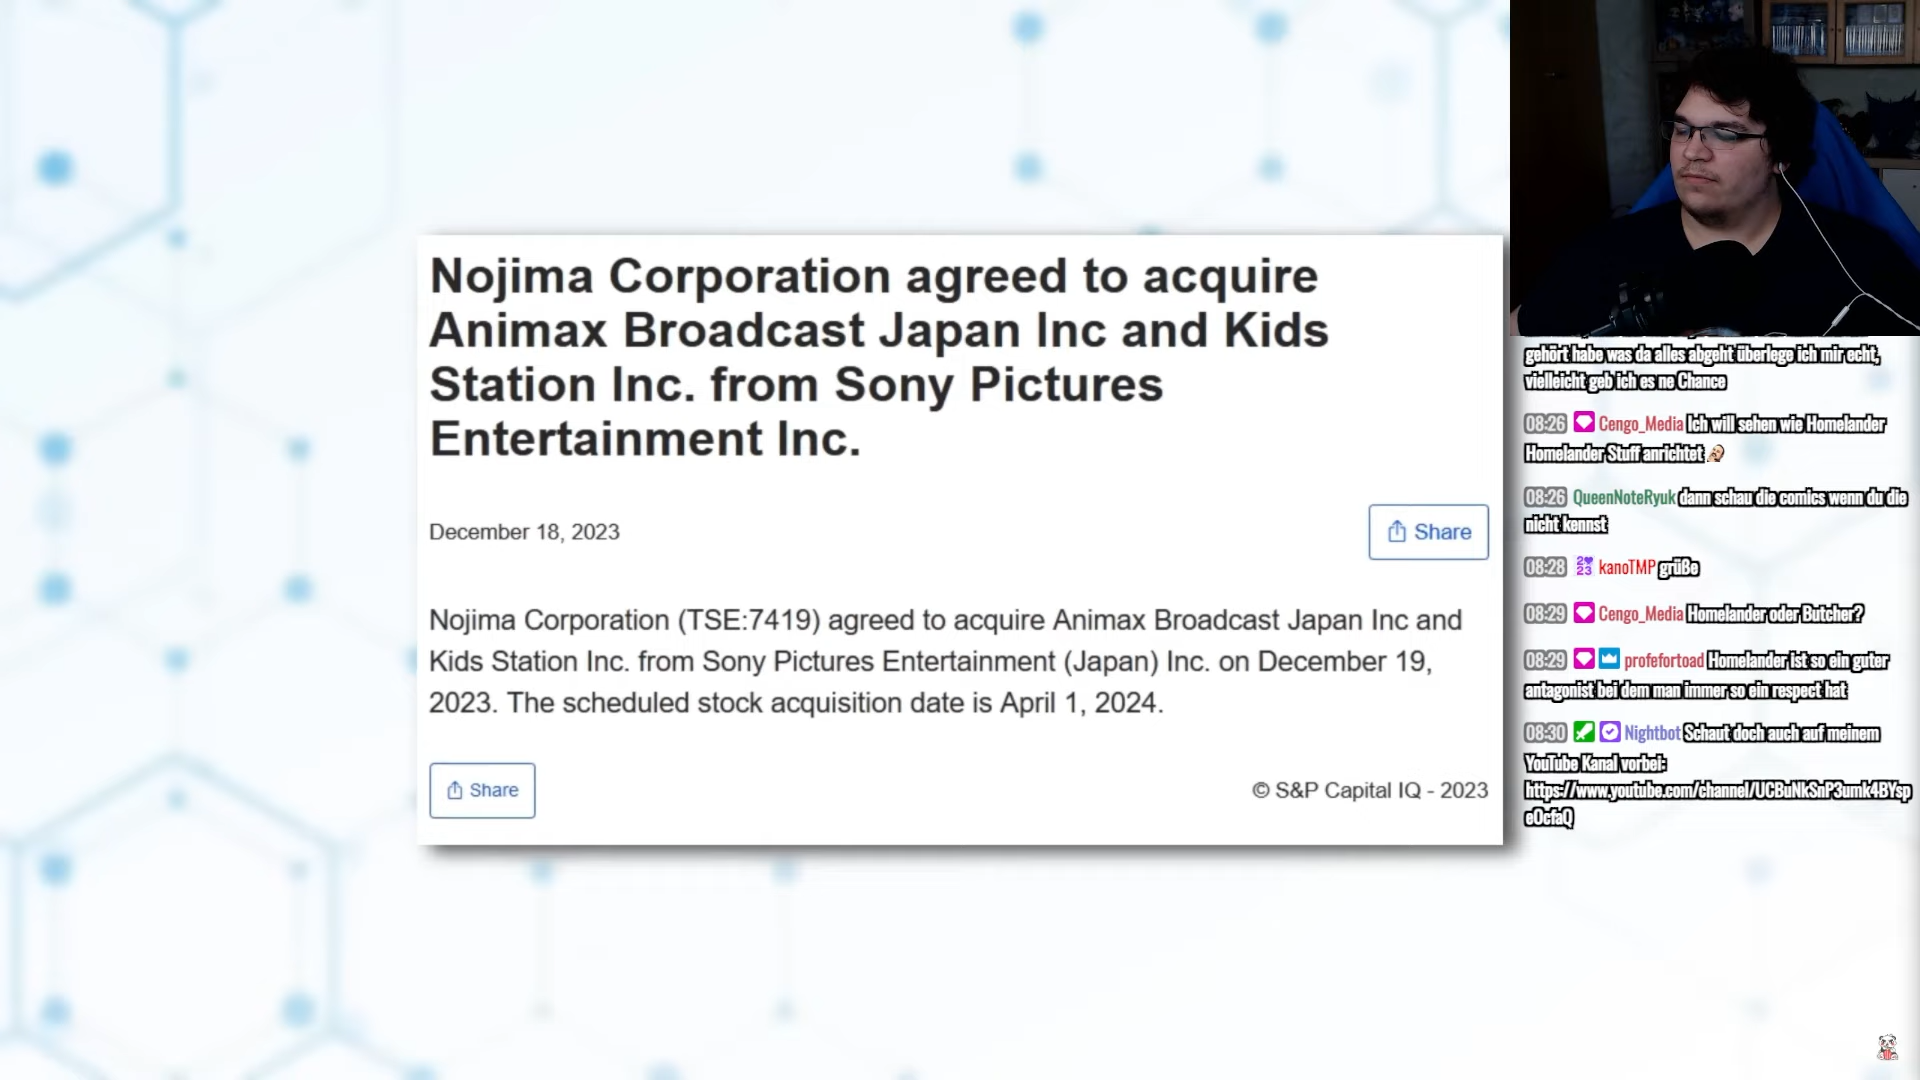 Nojima Corporation agreed to acquire
Animax Broadcast Japan Inc and Kids
Station Inc. from Sony Pictures
Entertainment Inc.
December 18, 2023
Share
Nojima Corporation (TSE:7419) agreed to acquire Animax Broadcast Japan Inc and
Kids Station Inc. from Sony Pictures Entertainment (Japan) Inc. on December 19,
2023. The scheduled stock acquisition date is April 1, 2024.
Share
© S&P Capital IQ - 2023
gehört habe was da alles abgeht überlege ich mir echt,
vielleicht geb ich es ne Chance
08:26 Cengo_Media Ich will sehen wie Homelander
Homelander Stuff anrichtet
08:26 QueenNoteRyuk dann schau die comics wenn du die
nicht kennst
08:28 kanoTMP grüße
08:29 Cengo_Media Homelander oder Butcher?
08:29 profefortoad Homelander ist so ein guter
antagonist bei dem man immer so ein respect hat
08:30 Nightbot Schaut doch auch auf meinem
YouTube Kanal vorbei:
https://www.youtube.com/channel/UCBuNkSnP3umk4BYsp
eOcfaQ